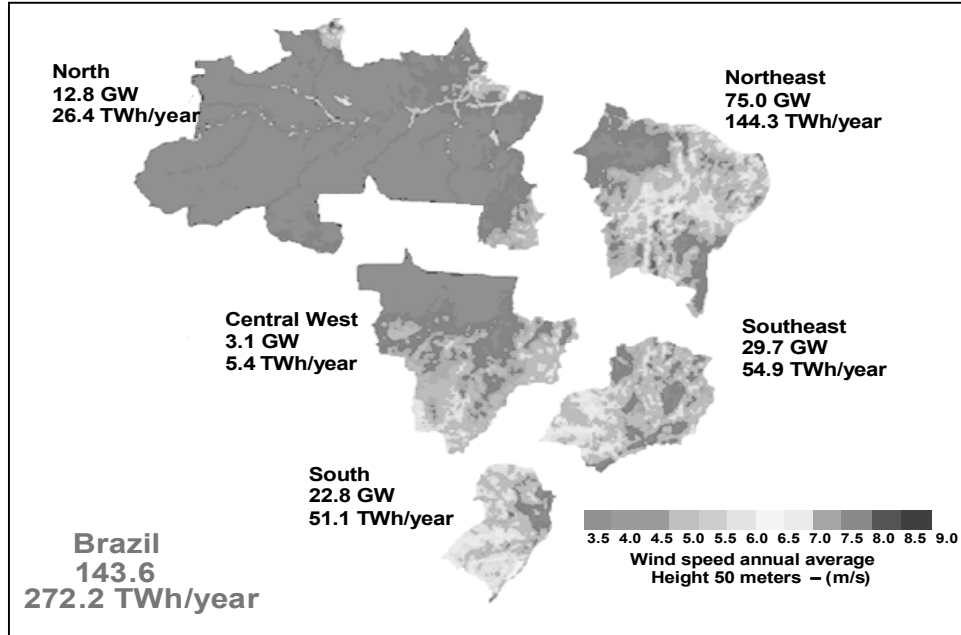 North
12.8 GW
26.4 TWh/year
Northeast
75.0 GW
144.3 TWh/year
Central West
3.1 GW
5.4 TWh/year
Southeast
29.7 GW
54.9 TWh/year
South
22.8 GW
51.1 TWh/year
Brazil
143.6
272.2 TWh/year
3.5 4.0 4.5 5.0 5.5 6.0 6.5 7.0 7.5 8.0 8.5 9.0
Wind speed annual average
Height 50 meters – (m/s)